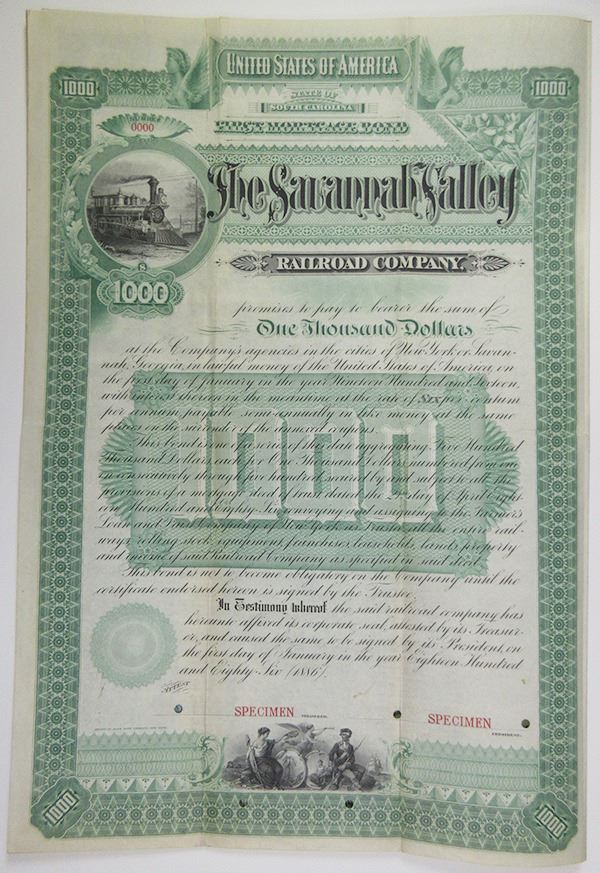 UNITED STATES OF AMERICA
1000
1000
STATE OF
SOUTH CAROLINA
0000
FIRST MORTGAGE BOND
The Savannah Valley
RAILROAD COMPANY.
$
1000
promises to pay to bearer the sum of
One Thousand Dollars
at the Company's agencies in the cities of New York or Savan-
nah, Georgia, in lawful money of the United States of America, on
the first day of January in the year Nineteen Hundred and Sixteen,
with interest thereon in the meantime at the rate of SIX per centum
per annum, payable semi-annually in like money at the same
places on the surrender of the annexed coupons.
This Bond is one of a series of like date aggregating Five Hundred
Thousand Dollars, each for One Thousand Dollars, numbered from one
consecutively through five hundred, secured by and subject to all the
provisions of a mortgage deed of trust dated the day of April Eight-
een Hundred and Eighty Six, conveying and assigning to the Farmer's
Loan and Trust Company of New York, as Trustee, the entire rail-
way, rolling stock, equipment, franchises, leaseholds, lands, property
and income of said Railroad Company as specified in said deed.
This bond is not to become obligatory on the Company until the
certificate endorsed hereon is signed by the Trustee.
In Testimony whereof the said railroad company has
hereunto affixed its corporate seal, attested by its Treasur-
er, and caused the same to be signed by its President, on
the first day of January in the year Eighteen Hundred
and Eighty-Six (1886).
ATTEST
SPECIMEN
TREASURER.
SPECIMEN
PRESIDENT.
1000
1000
1000